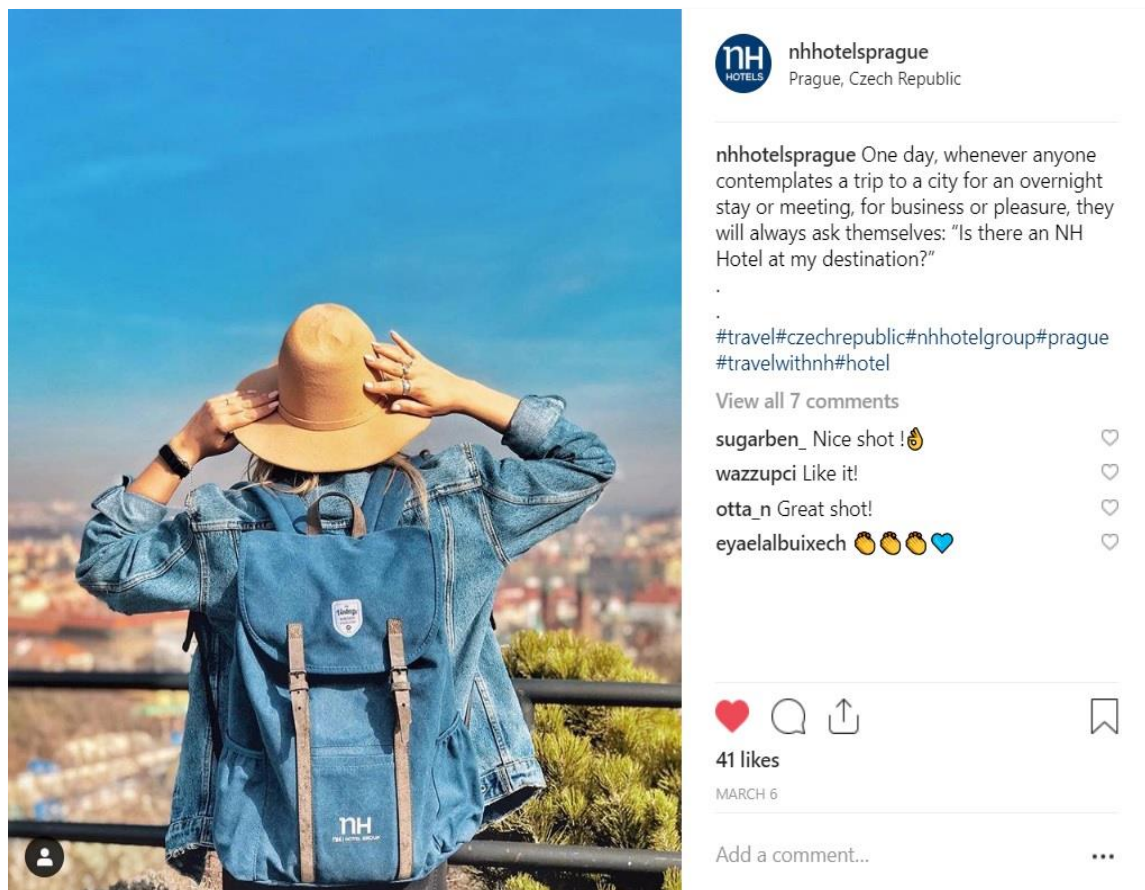 nH
HOTELS
nhhotelsprague
Prague, Czech Republic
nhhotelsprague One day, whenever anyone
contemplates a trip to a city for an overnight
stay or meeting, for business or pleasure, they
will always ask themselves: “Is there an NH
Hotel at my destination?”
.
.
#travel#czechrepublic#nhhotelgroup#prague
#travelwithnh#hotel
View all 7 comments
sugarben_ Nice shot !👌
wazzupci Like it!
otta_n Great shot!
eyaelalbuixech 👏👏👏💙
41 likes
MARCH 6
Add a comment...
nH
NH | HOTEL GROUP